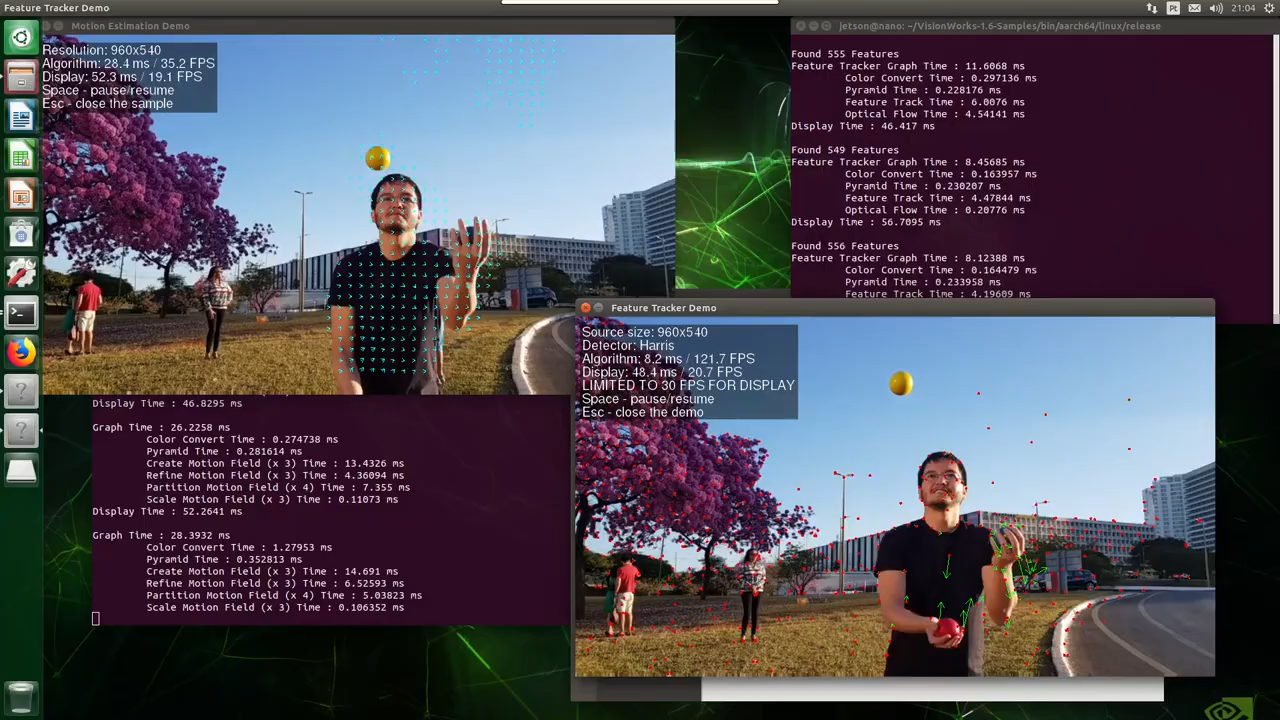 Feature Tracker Demo
Pt
21:04
Motion Estimation Demo
Resolution: 960x540
Algorithm: 28.4 ms / 35.2 FPS
Display: 52.3 ms / 19.1 FPS
Space - pause/resume
Esc - close the sample
jetson@nano: ~/VisionWorks-1.6-Samples/bin/aarch64/linux/release
Found 555 Features
Feature Tracker Graph Time : 11.6068 ms
Color Convert Time : 0.297136 ms
Pyramid Time : 0.228176 ms
Feature Track Time : 6.0076 ms
Optical Flow Time : 4.54141 ms
Display Time : 46.417 ms
Found 549 Features
Feature Tracker Graph Time : 8.45685 ms
Color Convert Time : 0.163957 ms
Pyramid Time : 0.230207 ms
Feature Track Time : 4.47844 ms
Optical Flow Time : 0.20776 ms
Display Time : 56.7095 ms
Found 556 Features
Feature Tracker Graph Time : 8.12388 ms
Color Convert Time : 0.164479 ms
Pyramid Time : 0.233958 ms
Feature Track Time : 4.19609 ms
Display Time : 46.8295 ms
Graph Time : 26.2258 ms
Color Convert Time : 0.274738 ms
Pyramid Time : 0.281614 ms
Create Motion Field (x 3) Time : 13.4326 ms
Refine Motion Field (x 3) Time : 4.36094 ms
Partition Motion Field (x 4) Time : 7.355 ms
Scale Motion Field (x 3) Time : 0.11073 ms
Display Time : 52.2641 ms
Graph Time : 28.3932 ms
Color Convert Time : 1.27953 ms
Pyramid Time : 0.352813 ms
Create Motion Field (x 3) Time : 14.691 ms
Refine Motion Field (x 3) Time : 6.52593 ms
Partition Motion Field (x 4) Time : 5.03823 ms
Scale Motion Field (x 3) Time : 0.106352 ms
Feature Tracker Demo
Source size: 960x540
Detector: Harris
Algorithm: 8.2 ms / 121.7 FPS
Display: 48.4 ms / 20.7 FPS
LIMITED TO 30 FPS FOR DISPLAY
Space - pause/resume
Esc - close the demo